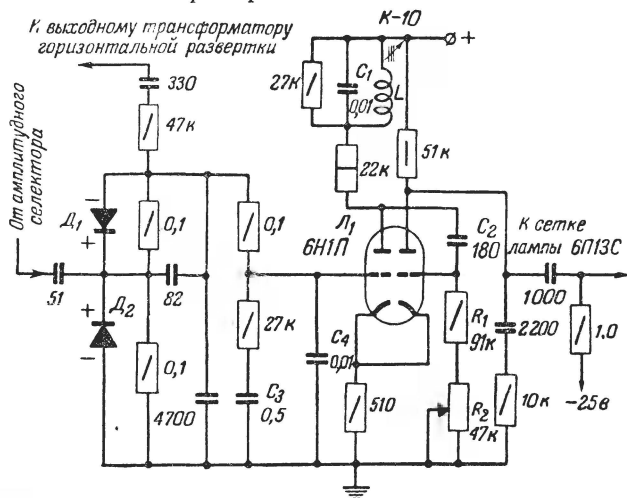 К выходному трансформатору
горизонтальной развертки
К-10
+
330
27к
C₁
0,01
L
47к
От амплитудного
селектора
22к
51к
Д₁
−
+
0,1
0,1
Л₁
6Н1П
C₂
180
К сетке
лампы 6П13С
51
82
1000
Д₂
+
−
27к
R₁
91к
2200
1,0
0,1
C₄
0,01
C₃
0,5
4700
510
R₂
47к
10к
-25в